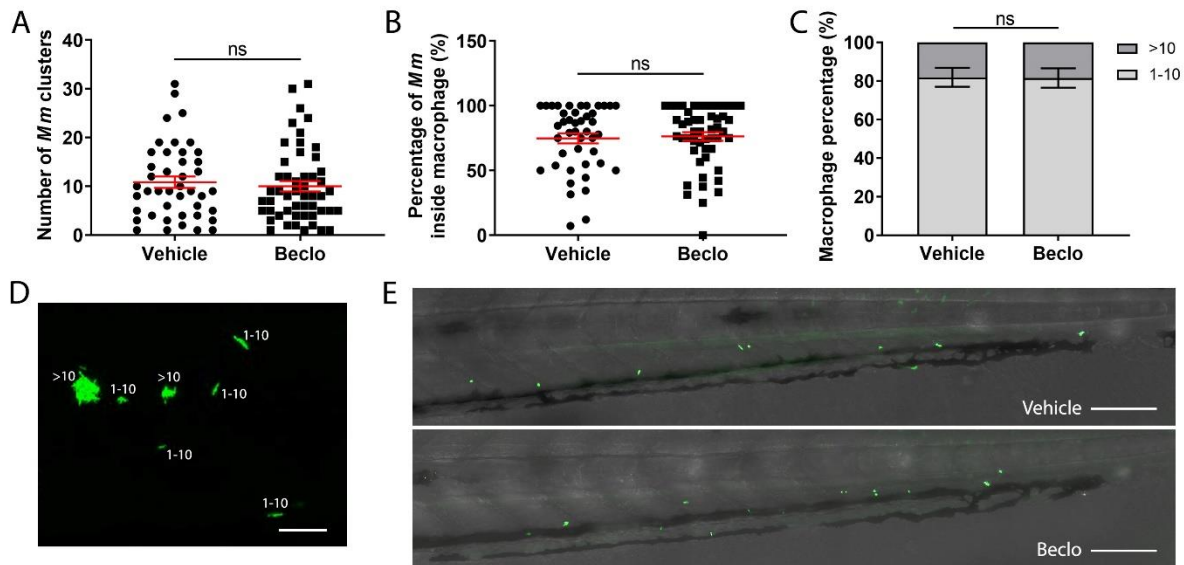 A
Number of Mm clusters
40
30
20
10
0
ns
Vehicle
Beclo
B
Percentage of Mm
inside macrophage (%)
150
100
50
0
ns
Vehicle
Beclo
C
Macrophage percentage (%)
100
80
60
40
20
0
ns
Vehicle
Beclo
>10
1-10
D
1-10
>10
1-10
>10
1-10
1-10
1-10
E
Vehicle
Beclo